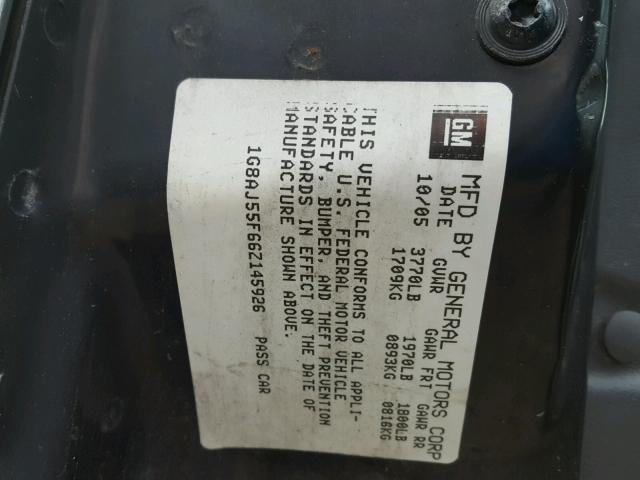 GM
MFD BY GENERAL MOTORS CORP
DATE GVWR GAWR FRT GAWR RR
10/05 3770LB 1970LB 1800LB
1709KG 0893KG 0816KG
THIS VEHICLE CONFORMS TO ALL APPLI-
CABLE U.S. FEDERAL MOTOR VEHICLE
SAFETY, BUMPER, AND THEFT PREVENTION
STANDARDS IN EFFECT ON THE DATE OF
MANUFACTURE SHOWN ABOVE.
1G8AJ55F66Z145926 PASS CAR